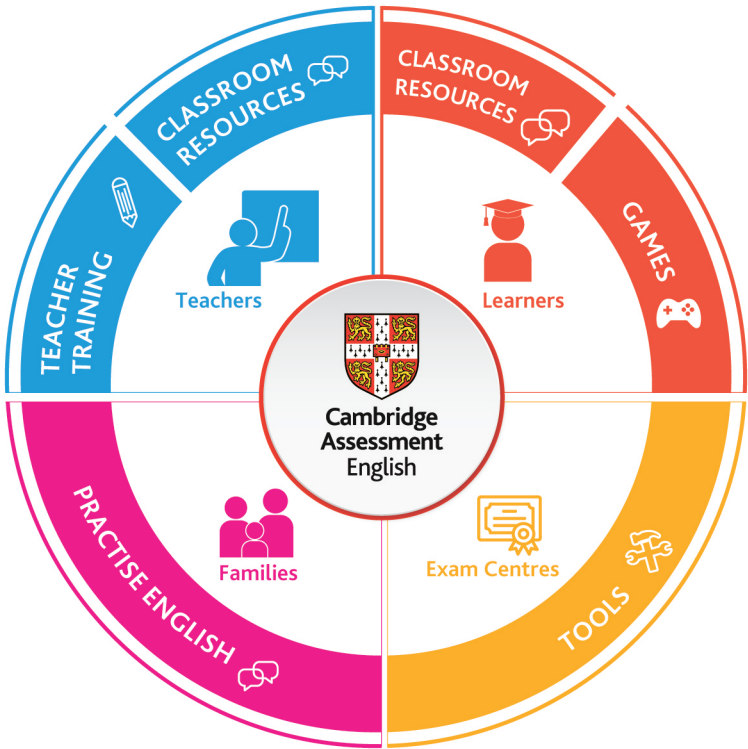 CLASSROOM
RESOURCES
CLASSROOM
RESOURCES
TEACHER
TRAINING
GAMES
Teachers
Learners
Cambridge
Assessment
English
PRACTISE ENGLISH
Families
Exam Centres
TOOLS